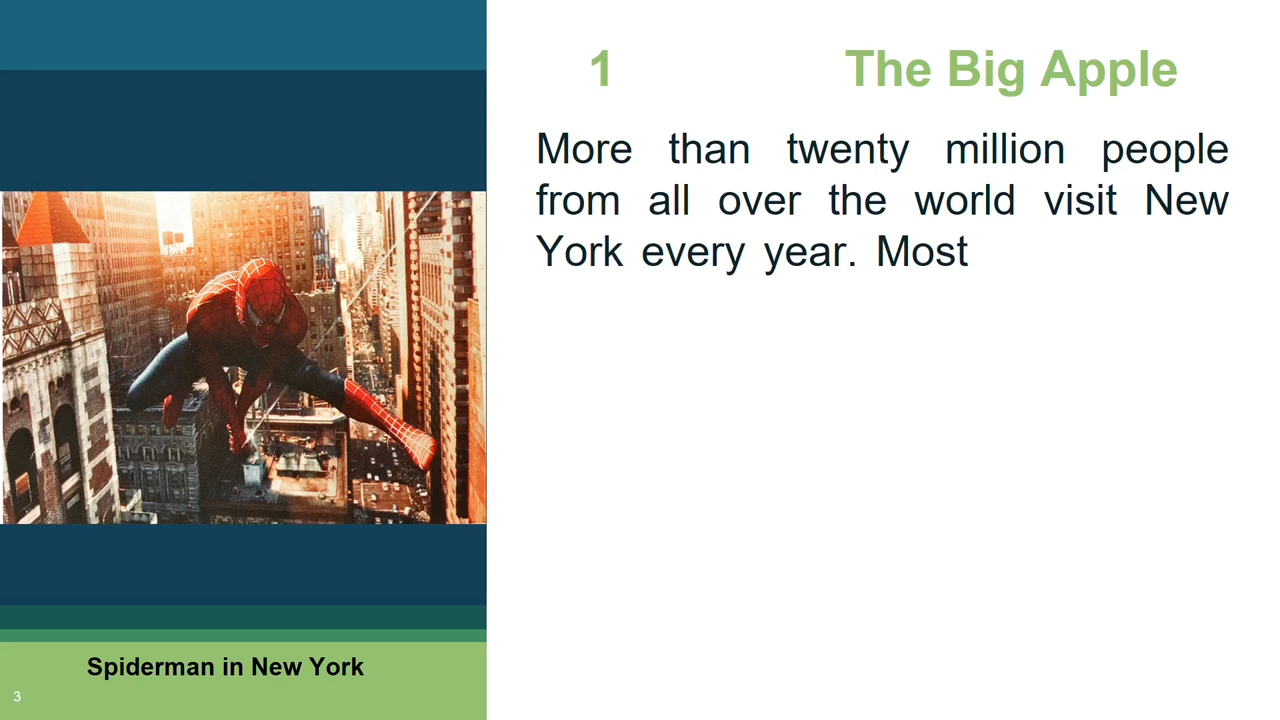 1 The Big Apple
More than twenty million people
from all over the world visit New
York every year. Most
Spiderman in New York
3